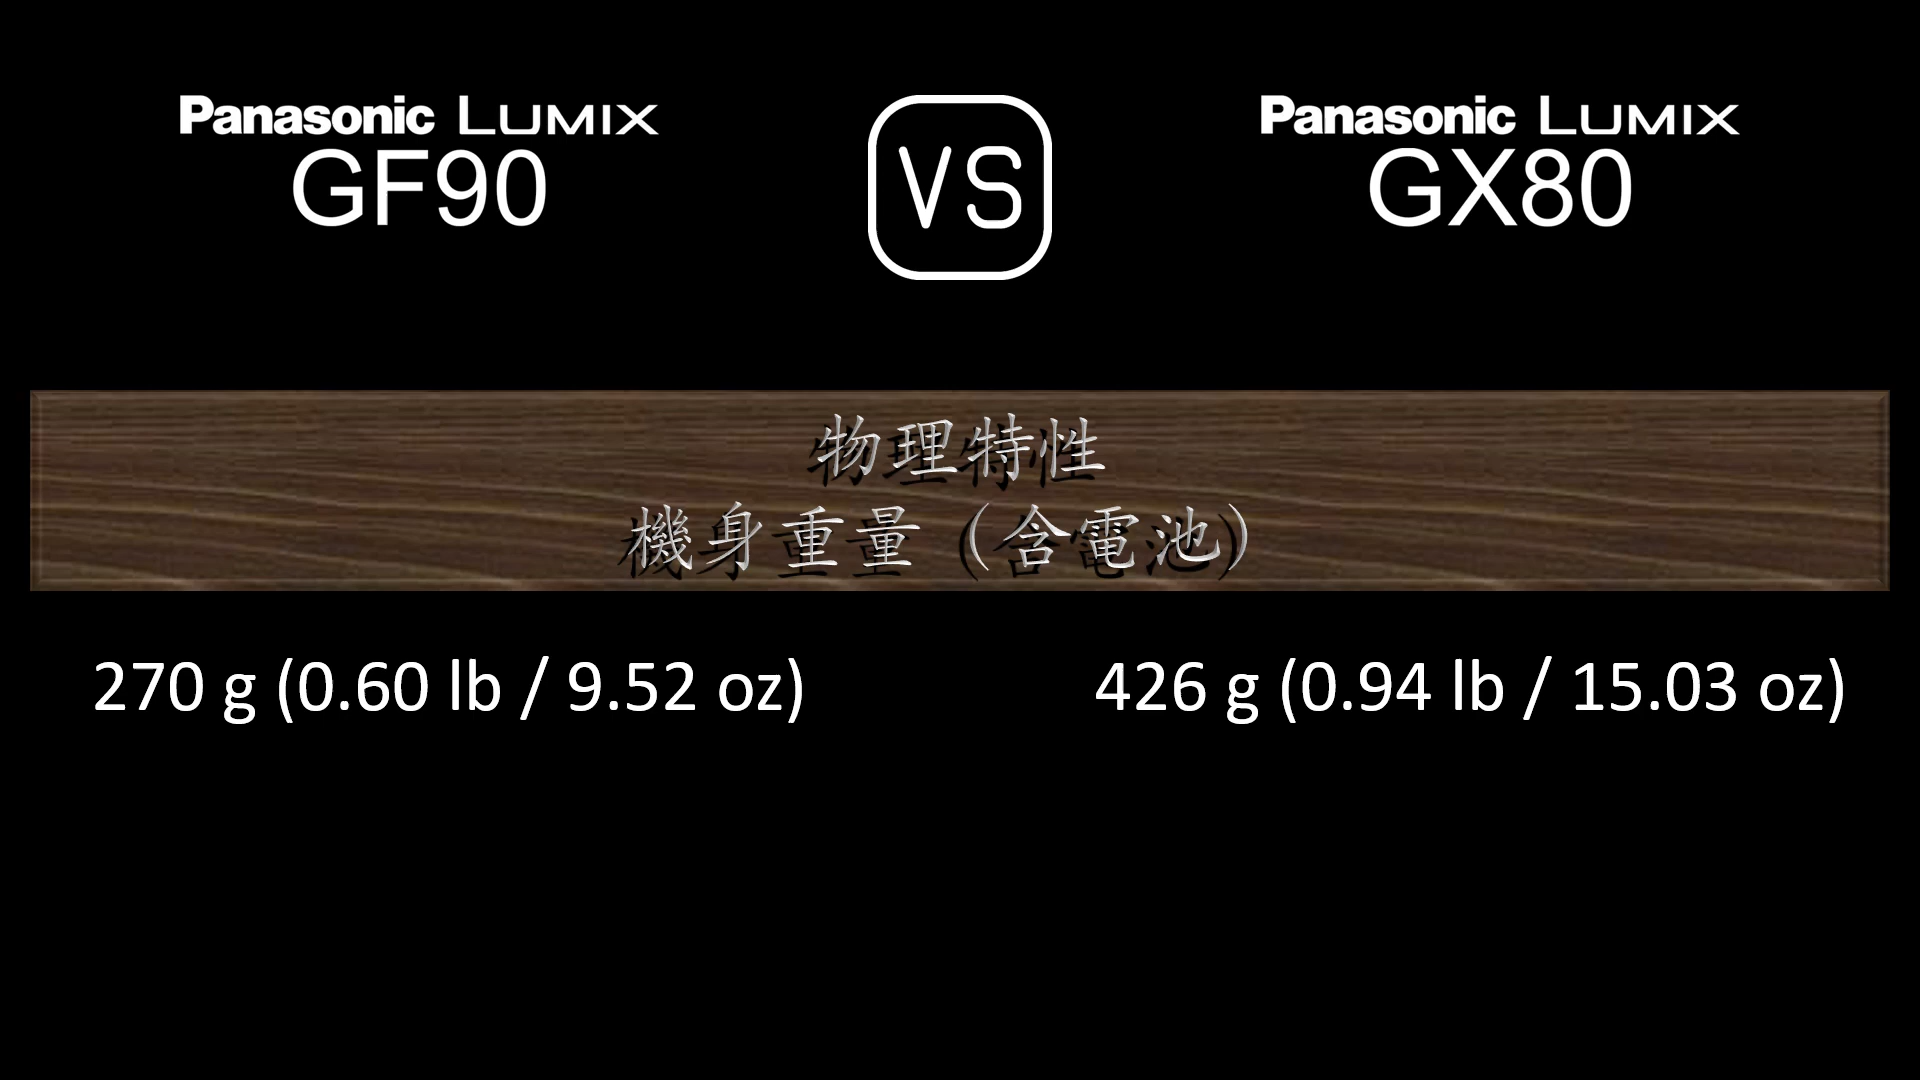 Panasonic LUMIX
GF90
VS
Panasonic LUMIX
GX80
物理特性
機身重量（含電池）
270 g (0.60 lb / 9.52 oz)
426 g (0.94 lb / 15.03 oz)